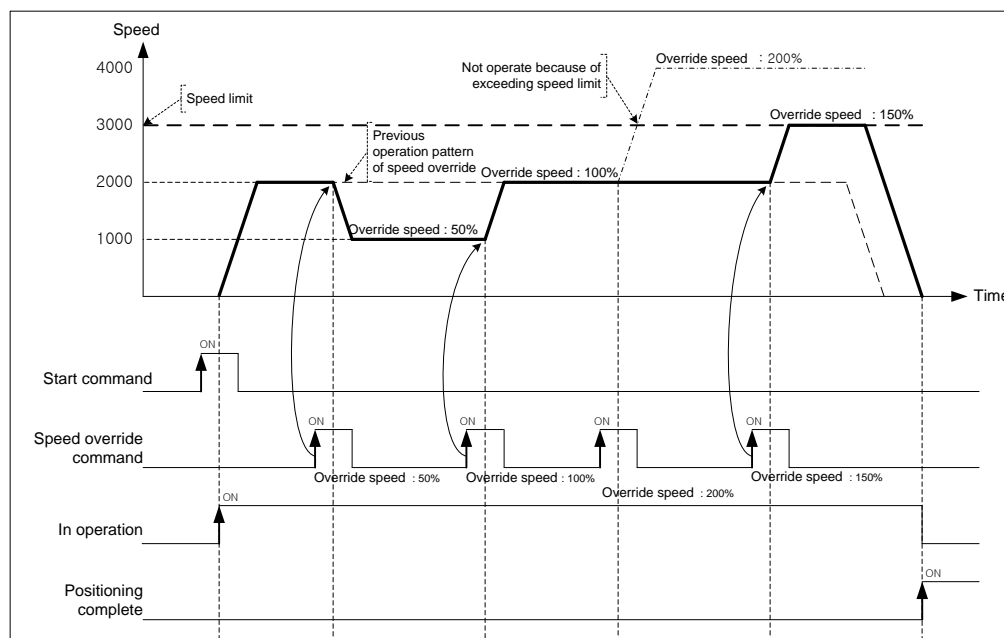 Speed
4000
3000
2000
1000
Speed limit
Previous
operation pattern
of speed override
Not operate because of
exceeding speed limit
Override speed : 200%
Override speed : 150%
Override speed : 100%
Override speed : 50%
Time
ON
Start command
ON
ON
ON
ON
Speed override
command
Override speed : 50%
Override speed : 100%
Override speed : 150%
Override speed : 200%
ON
In operation
ON
Positioning
complete